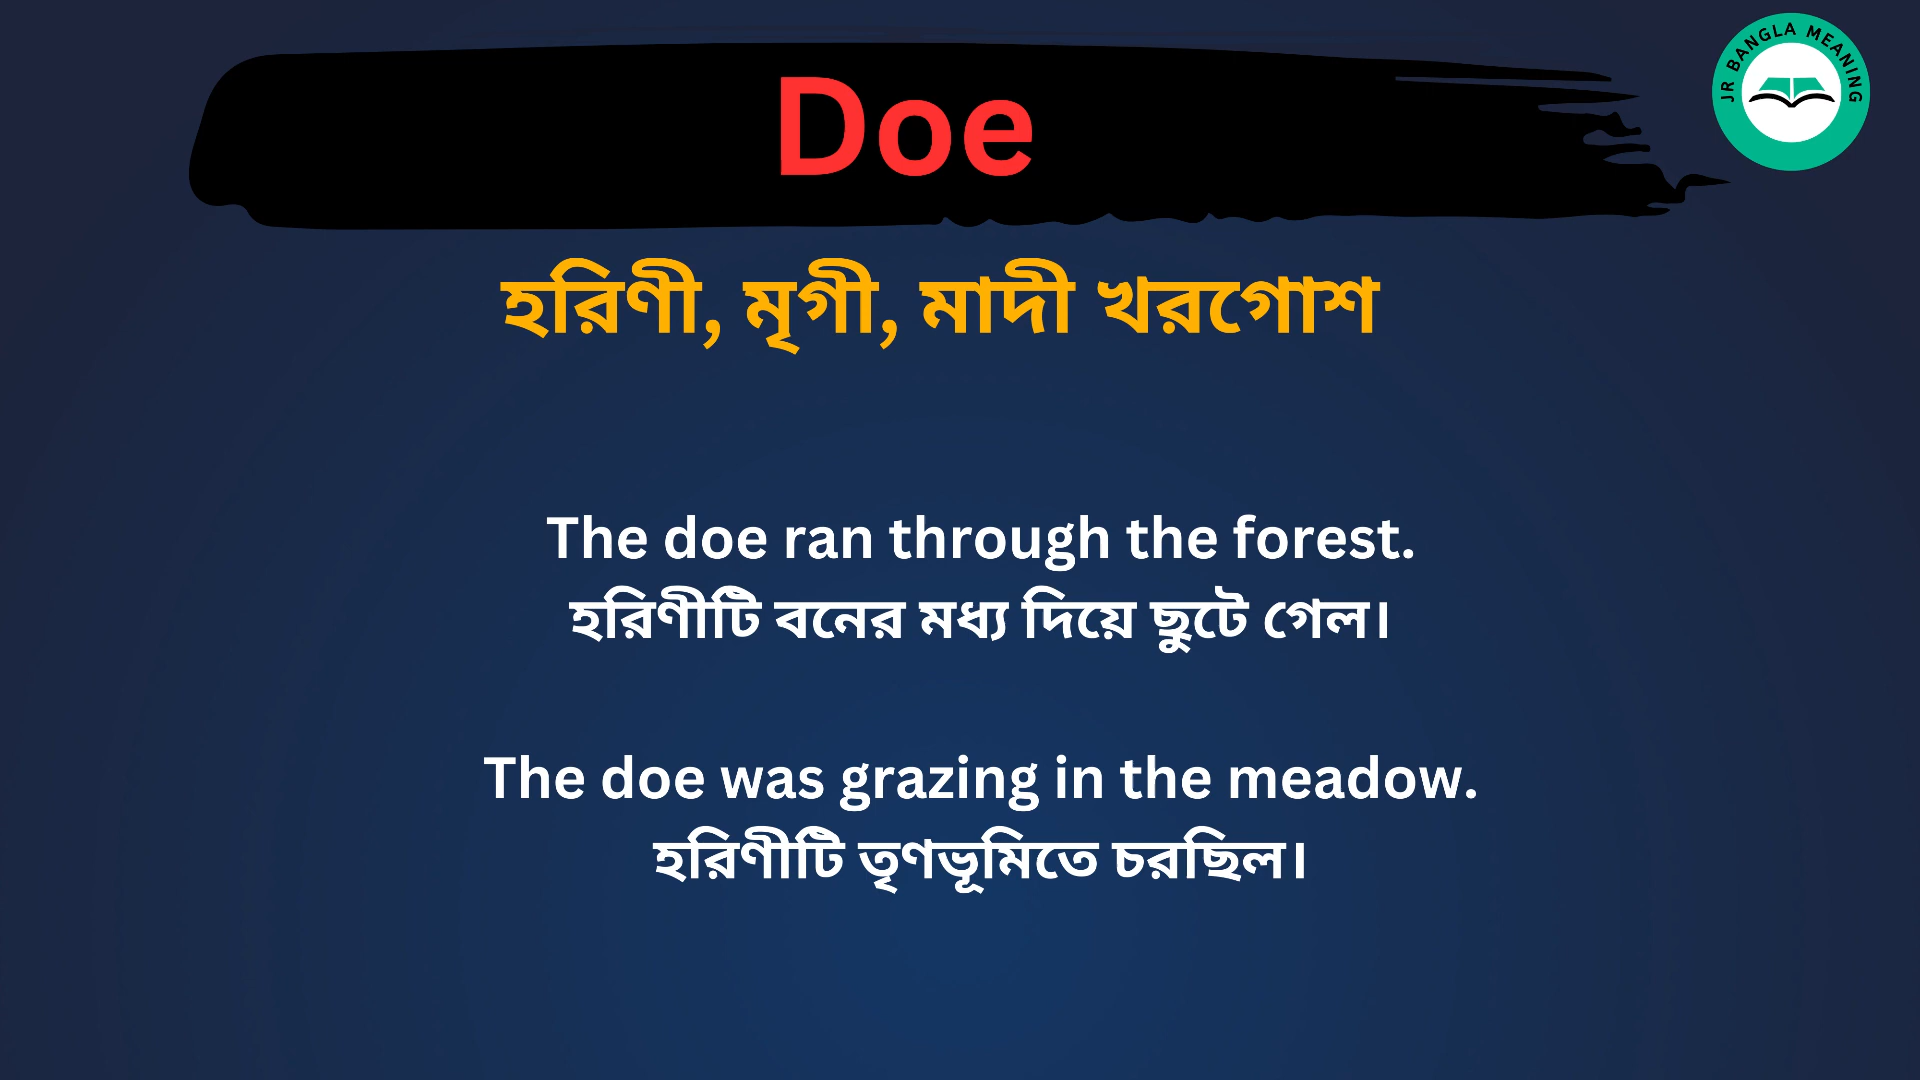 JR BANGLA MEANING
Doe
হরিণী, মৃগী, মাদী খরগোশ
The doe ran through the forest.
হরিণীটি বনের মধ্য দিয়ে ছুটে গেল।
The doe was grazing in the meadow.
হরিণীটি তৃণভূমিতে চরছিল।